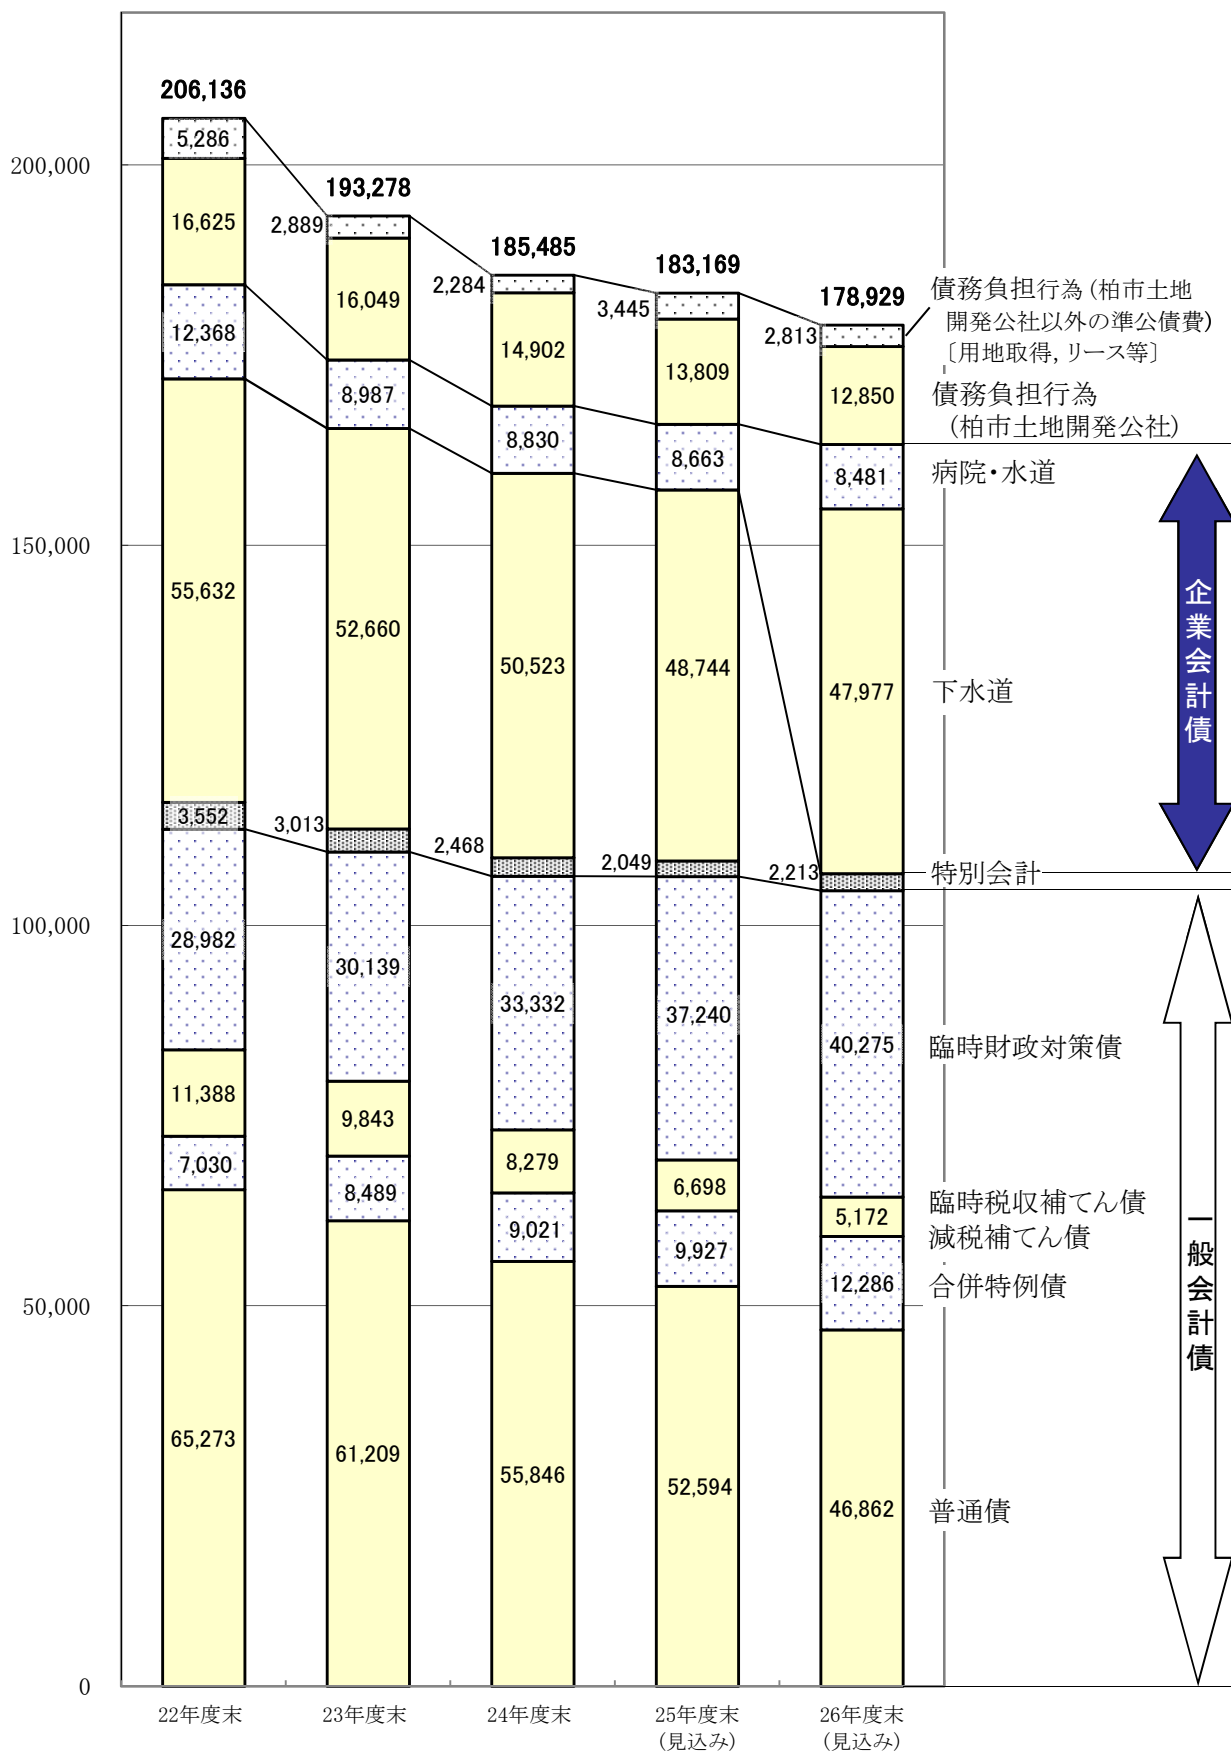 206,136
5,286
200,000
193,278
16,625
2,889
185,485
183,169
178,929
16,049
2,284
3,445
2,813
債務負担行為(柏市土地
開発公社以外の準公債費)
〔用地取得,リース等〕
12,368
14,902
13,809
12,850
債務負担行為
(柏市土地開発公社)
8,987
8,830
8,663
8,481
病院・水道
150,000
55,632
52,660
50,523
48,744
47,977
下水道
企業会計債
3,552
3,013
2,468
2,049
2,213
特別会計
100,000
28,982
30,139
33,332
37,240
40,275
臨時財政対策債
11,388
9,843
8,279
6,698
5,172
臨時税収補てん債
減税補てん債
7,030
8,489
9,021
9,927
12,286
合併特例債
50,000
一般会計債
65,273
61,209
55,846
52,594
46,862
普通債
0
22年度末
23年度末
24年度末
25年度末
(見込み)
26年度末
(見込み)